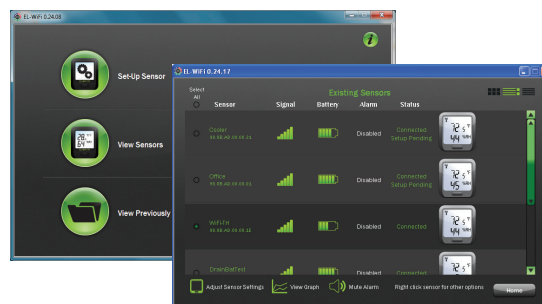 EL-WiFi 0.24.08
Set-Up Sensor
View Sensors
View Previously
EL-WiFi 0.24.17
Existing Sensors
Select All
Sensor Signal Battery Alarm Status
Cooler Disabled Connected
Setup Pending
Office Disabled Connected
Setup Pending
WiFi-TH Disabled Connected
DrainBatTest Disabled Connected
Adjust Sensor Settings View Graph Mute Alarm Right click sensor for other options Home